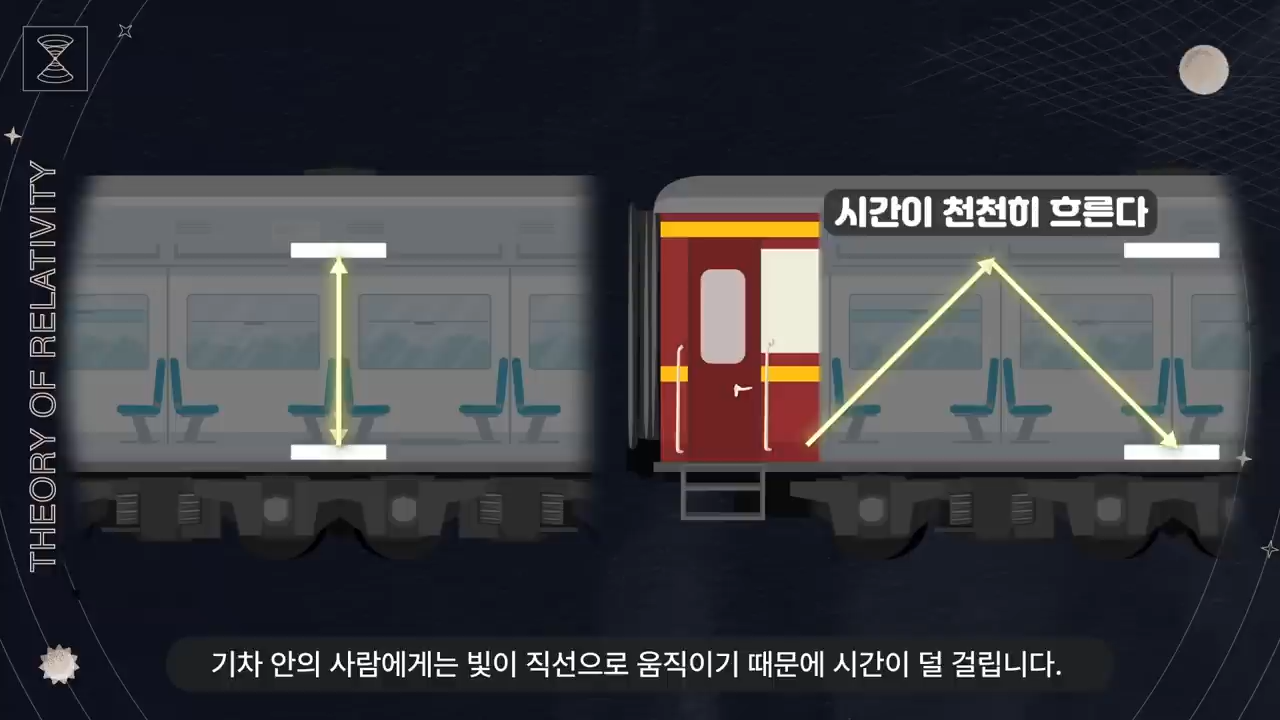 THEORY OF RELATIVITY
시간이 천천히 흐른다
기차 안의 사람에게는 빛이 직선으로 움직이기 때문에 시간이 덜 걸립니다.